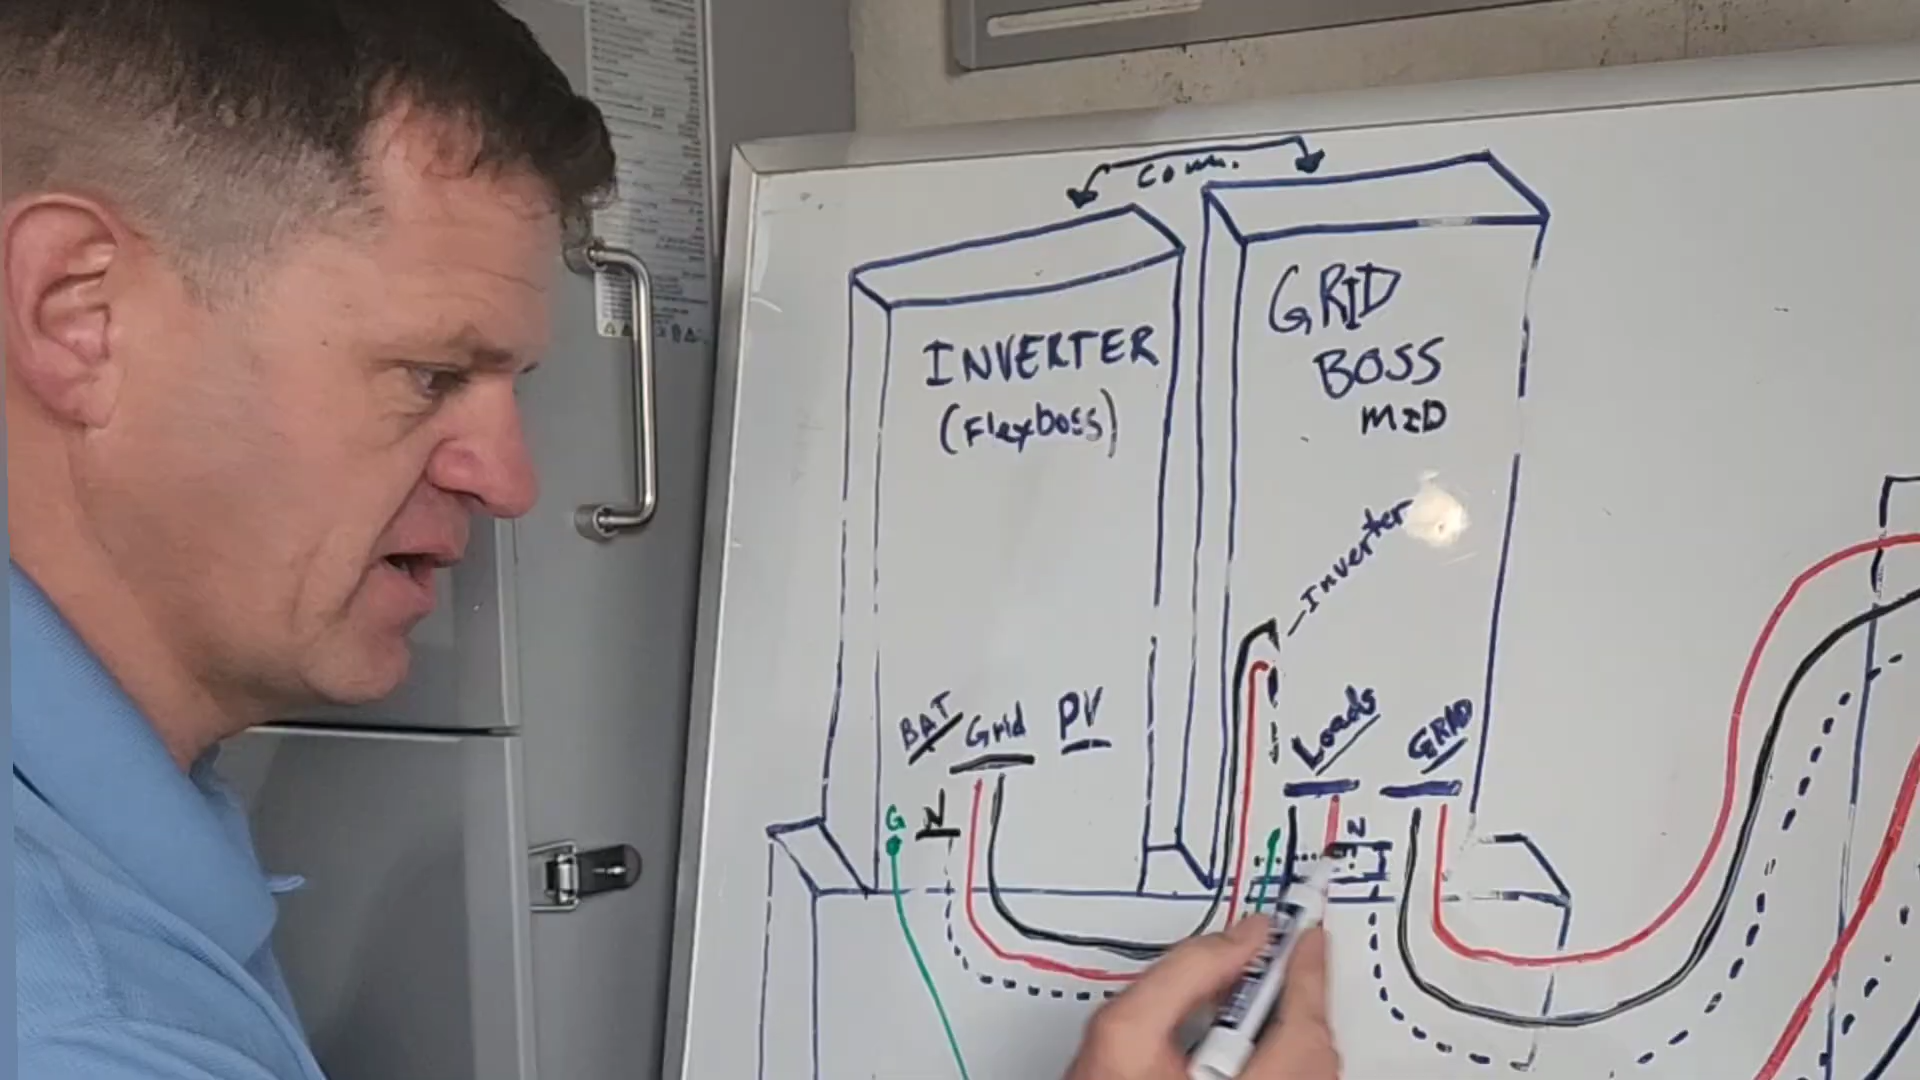 Comm.
INVERTER
(Flexboss)
GRID
BOSS
MID
Inverter
BAT
Grid
PV
Loads
GRID
G
N
N